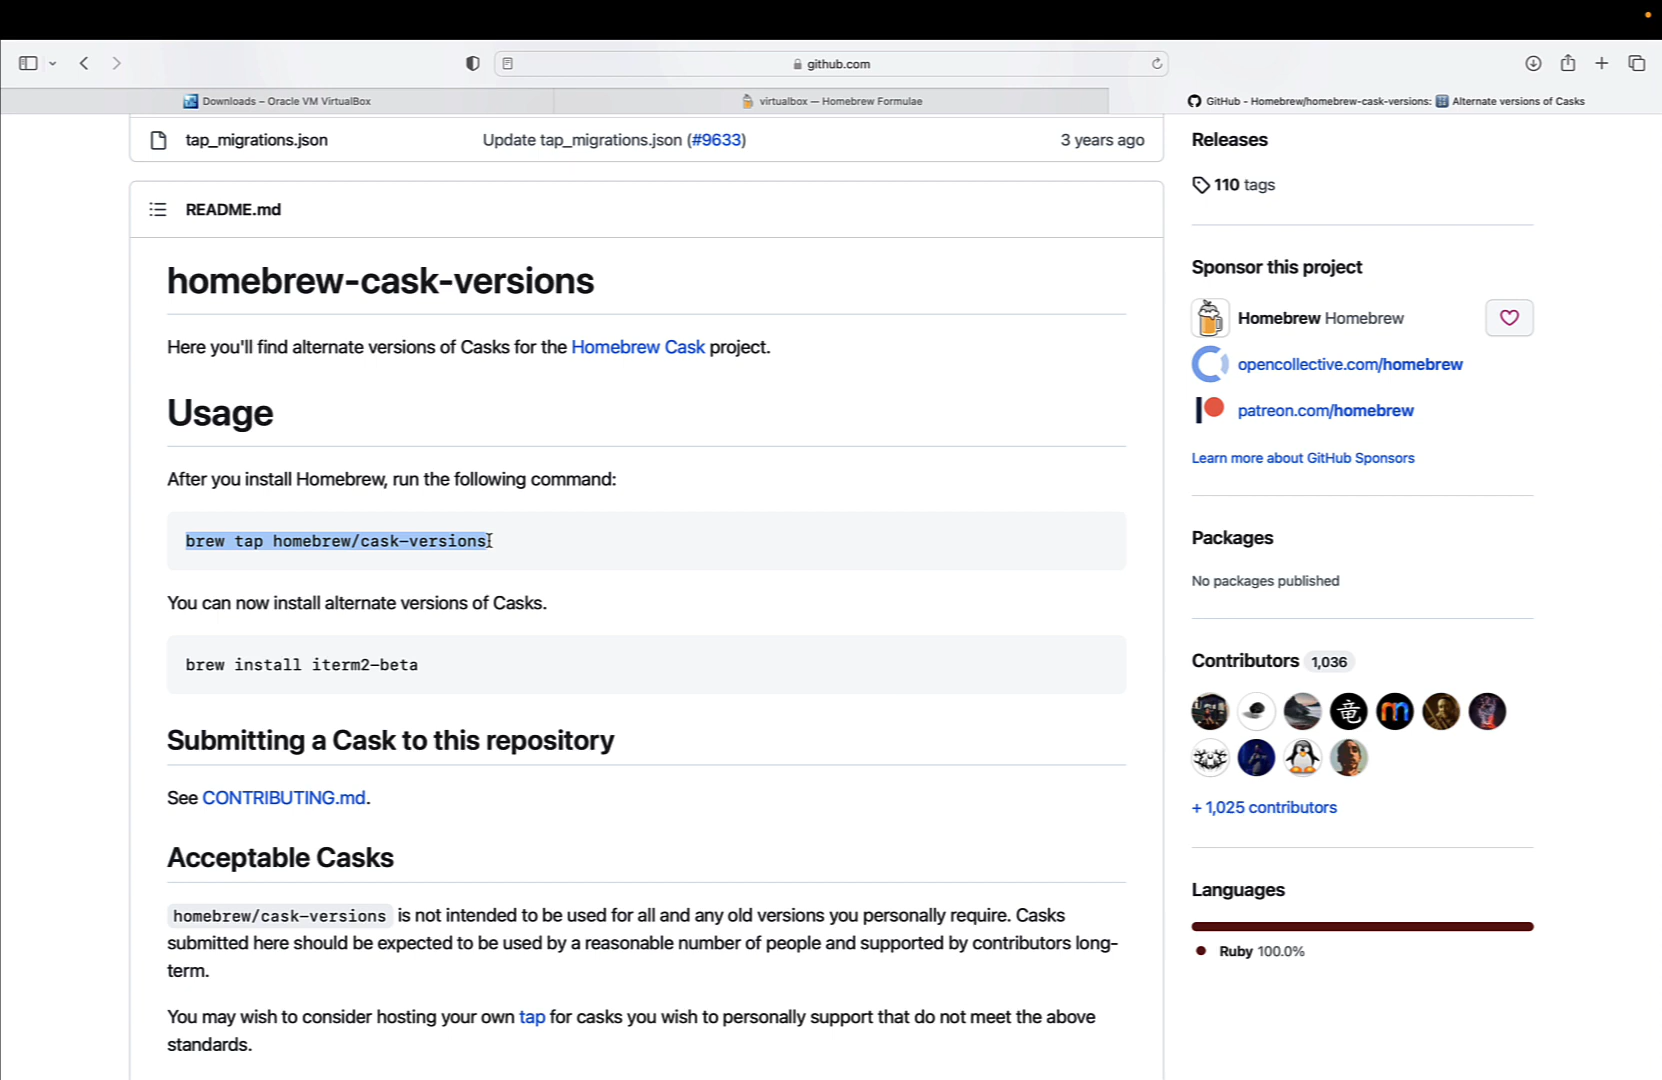 github.com
Downloads – Oracle VM VirtualBox
virtualbox — Homebrew Formulae
GitHub - Homebrew/homebrew-cask-versions: 🔢 Alternate versions of Casks
tap_migrations.json
Update tap_migrations.json (#9633)
3 years ago
README.md
homebrew-cask-versions
Here you'll find alternate versions of Casks for the Homebrew Cask project.
Usage
After you install Homebrew, run the following command:
brew tap homebrew/cask-versions
You can now install alternate versions of Casks.
brew install iterm2-beta
Submitting a Cask to this repository
See CONTRIBUTING.md.
Acceptable Casks
homebrew/cask-versions is not intended to be used for all and any old versions you personally require. Casks
submitted here should be expected to be used by a reasonable number of people and supported by contributors long-
term.
You may wish to consider hosting your own tap for casks you wish to personally support that do not meet the above
standards.
Releases
110 tags
Sponsor this project
Homebrew Homebrew
opencollective.com/homebrew
patreon.com/homebrew
Learn more about GitHub Sponsors
Packages
No packages published
Contributors 1,036
竜
m
+ 1,025 contributors
Languages
Ruby 100.0%